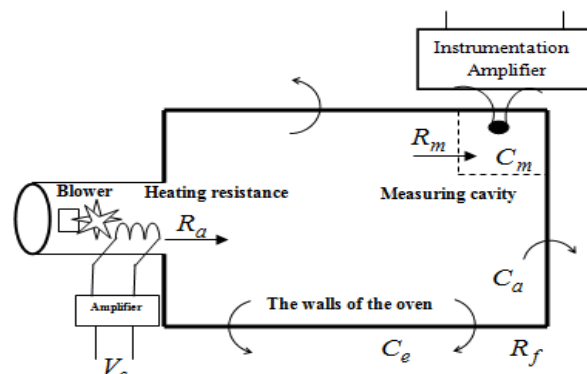 Instrumentation
Amplifier
R_m
C_m
Blower
Heating resistance
Measuring cavity
R_a
C_a
Amplifier
The walls of the oven
C_e
R_f